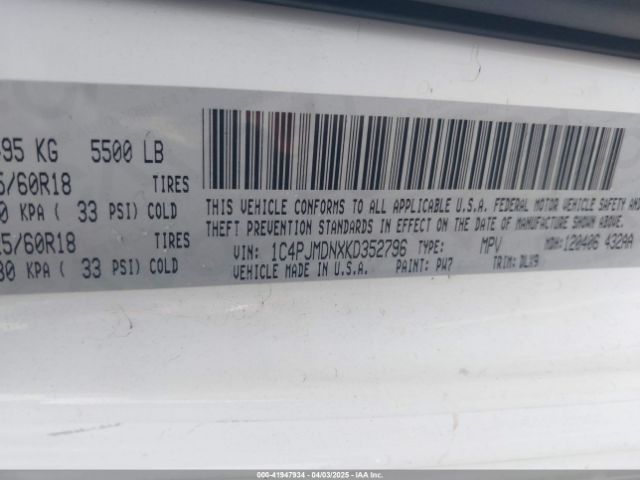 495 KG 5500 LB
5/60R18 TIRES
0 KPA ( 33 PSI) COLD
15/60R18 TIRES
30 KPA ( 33 PSI) COLD
THIS VEHICLE CONFORMS TO ALL APPLICABLE U.S.A. FEDERAL MOTOR VEHICLE SAFETY AND
THEFT PREVENTION STANDARDS IN EFFECT ON THE DATE OF MANUFACTURE SHOWN ABOVE.
VIN: 1C4PJMDNXKD352796 TYPE: MPV MDH: 120406 432AA
VEHICLE MADE IN U.S.A. PAINT: PW7 TRIM: DLX9
000-41947934 - 04/03/2025 - IAA Inc.